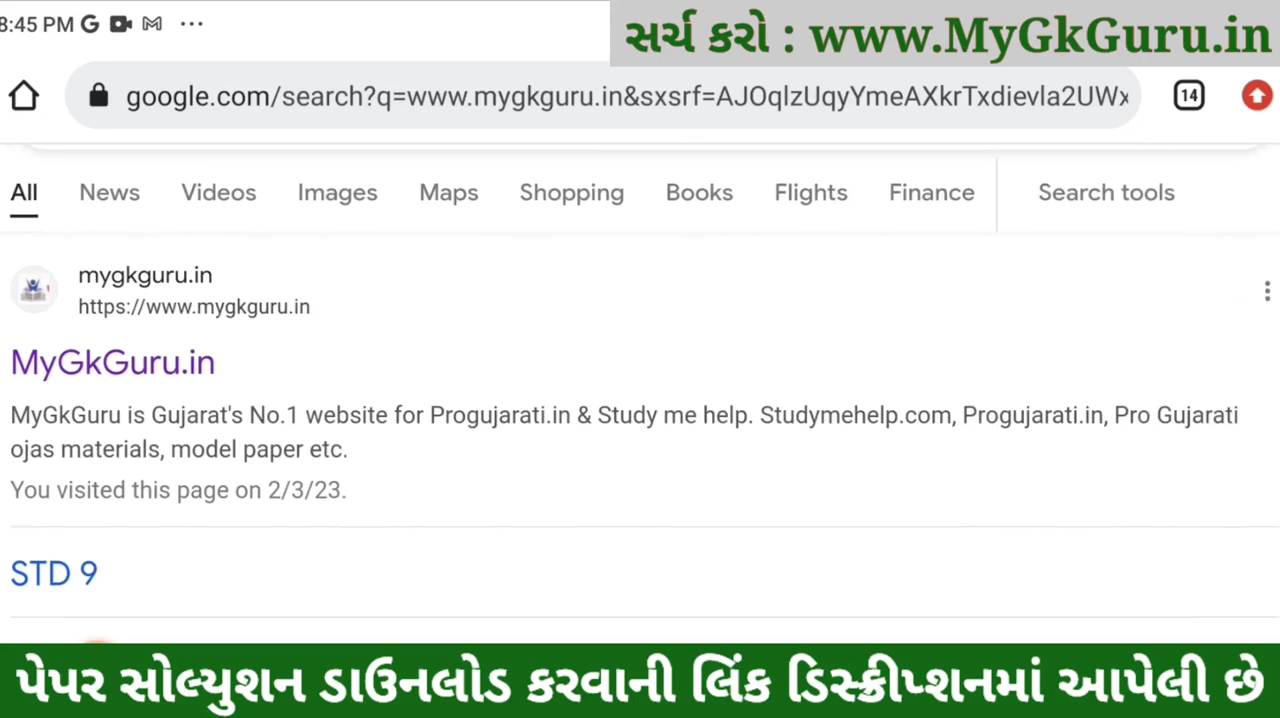 8:45 PM
સર્ચ કરો : www.MyGkGuru.in
google.com/search?q=www.mygkguru.in&sxsrf=AJOqlzUqyYmeAXkrTxdievla2UWx
14
All News Videos Images Maps Shopping Books Flights Finance Search tools
mygkguru.in
https://www.mygkguru.in
MyGkGuru.in
MyGkGuru is Gujarat's No.1 website for Progujarati.in & Study me help. Studymehelp.com, Progujarati.in, Pro Gujarati
ojas materials, model paper etc.
You visited this page on 2/3/23.
STD 9
પેપર સોલ્યુશન ડાઉનલોડ કરવાની લિંક ડિસ્ક્રીપ્શનમાં આપેલી છે